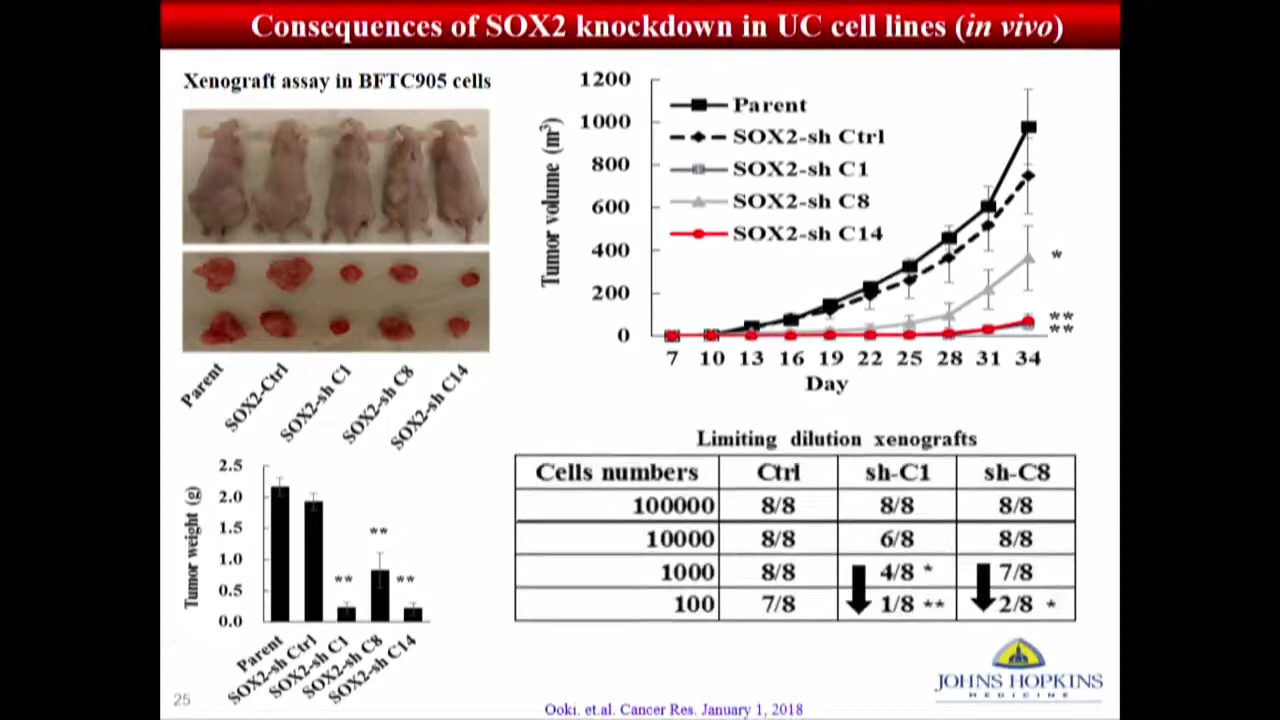 Consequences of SOX2 knockdown in UC cell lines (in vivo)
Xenograft assay in BFTC905 cells
Parent
SOX2-Ctrl
SOX2-sh C1
SOX2-sh C8
SOX2-sh C14
Tumor weight (g)
2.5
2.0
1.5
1.0
0.5
0.0
**
**
**
Parent
SOX2-sh Ctrl
SOX2-sh C1
SOX2-sh C8
SOX2-sh C14
Tumor volume (m³)
1200
1000
800
600
400
200
0
Parent
SOX2-sh Ctrl
SOX2-sh C1
SOX2-sh C8
SOX2-sh C14
*
**
**
7 10 13 16 19 22 25 28 31 34
Day
Limiting dilution xenografts
Cells numbers Ctrl sh-C1 sh-C8
100000 8/8 8/8 8/8
10000 8/8 6/8 8/8
1000 8/8 4/8 * 7/8
100 7/8 1/8 ** 2/8 *
25
Ooki. et.al. Cancer Res. January 1, 2018
JOHNS HOPKINS
MEDICINE